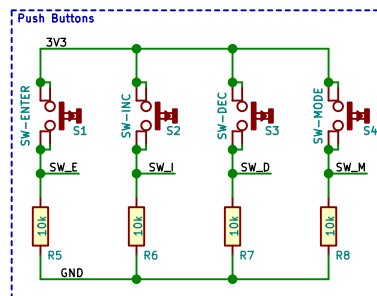 Push Buttons
3V3
SW-ENTER
SW-INC
SW-DEC
SW-MODE
S1
S2
S3
S4
SW_E
SW_I
SW_D
SW_M
10k
10k
10k
10k
R5
R6
R7
R8
GND